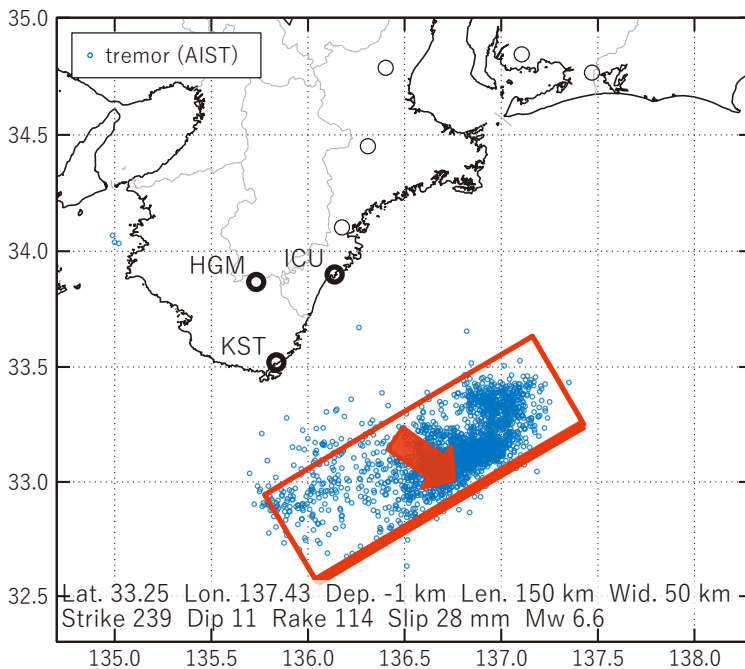 35.0
tremor (AIST)
34.5
34.0
HGM
ICU
KST
33.5
33.0
32.5
Lat. 33.25 Lon. 137.43 Dep. -1 km Len. 150 km Wid. 50 km
Strike 239 Dip 11 Rake 114 Slip 28 mm Mw 6.6
135.0 135.5 136.0 136.5 137.0 137.5 138.0